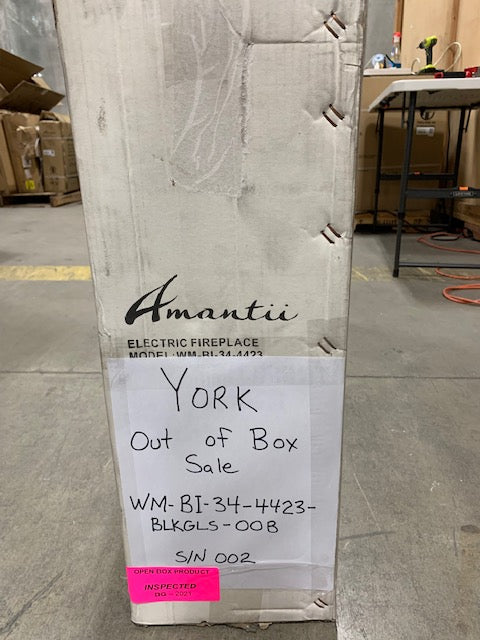 Amantii
ELECTRIC FIREPLACE
MODEL: WM-BI-34-4423
YORK
Out of Box
Sale
WM-BI-34-4423-
BLKGLS-OOB
S/N 002
OPEN BOX PRODUCT
INSPECTED
2021